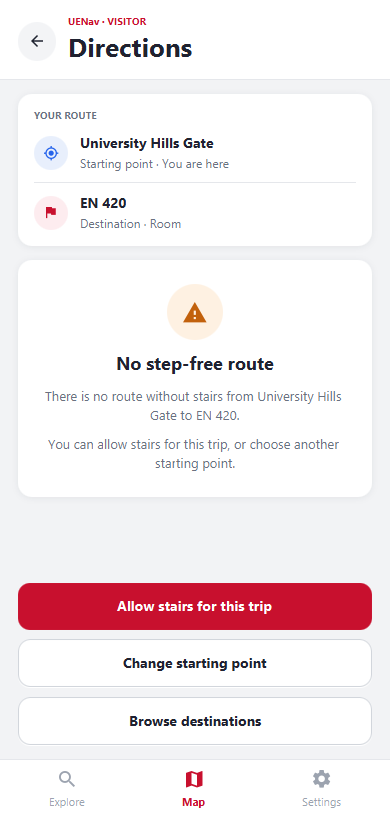 UENav · VISITOR
Directions
YOUR ROUTE
University Hills Gate
Starting point · You are here
EN 420
Destination · Room
No step-free route
There is no route without stairs from University Hills
Gate to EN 420.
You can allow stairs for this trip, or choose another
starting point.
Allow stairs for this trip
Change starting point
Browse destinations
Explore
Map
Settings